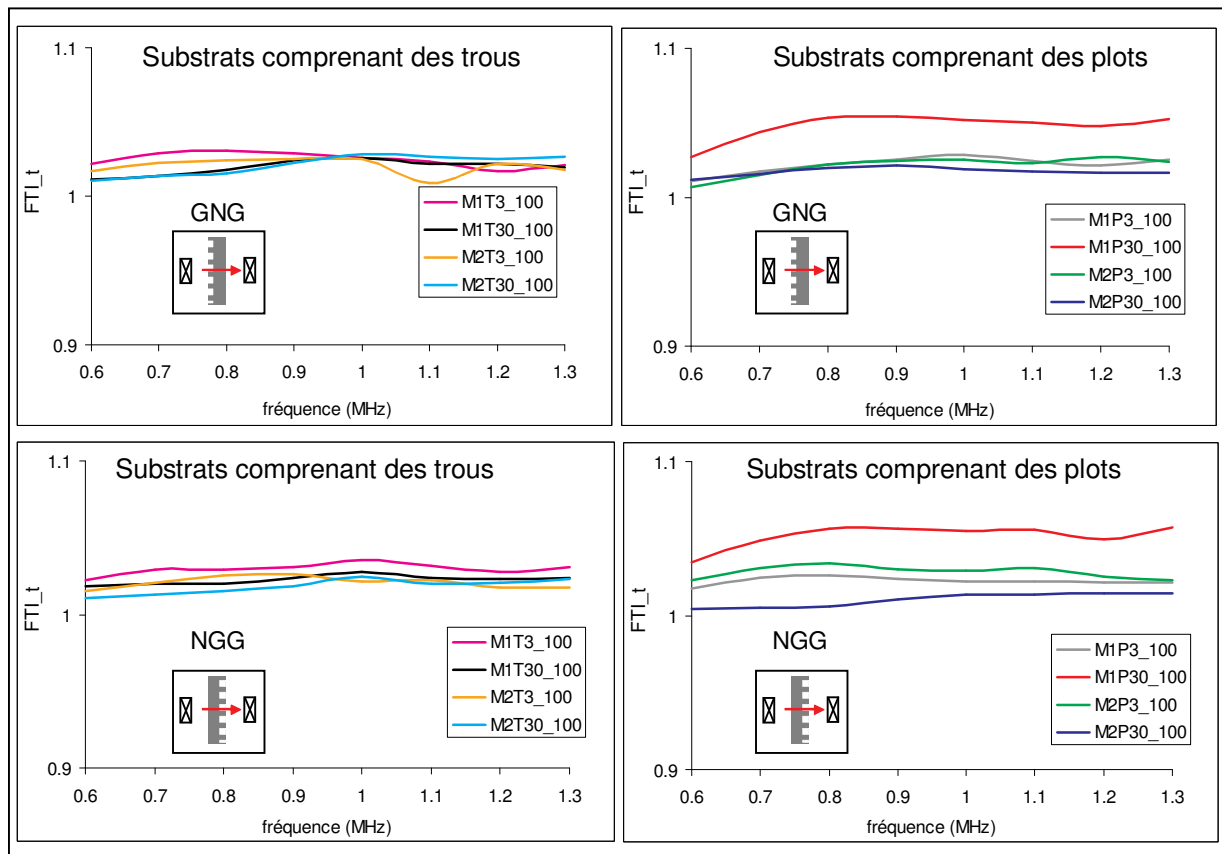 Substrats comprenant des trous
1.1
1
0.9
FTI_t
GNG
M1T3_100
M1T30_100
M2T3_100
M2T30_100
0.6 0.7 0.8 0.9 1 1.1 1.2 1.3
fréquence (MHz)
Substrats comprenant des plots
1.1
1
0.9
FTI_t
GNG
M1P3_100
M1P30_100
M2P3_100
M2P30_100
0.6 0.7 0.8 0.9 1 1.1 1.2 1.3
fréquence (MHz)
Substrats comprenant des trous
1.1
1
0.9
FTI_t
NGG
M1T3_100
M1T30_100
M2T3_100
M2T30_100
0.6 0.7 0.8 0.9 1 1.1 1.2 1.3
fréquence (MHz)
Substrats comprenant des plots
1.1
1
0.9
FTI_t
NGG
M1P3_100
M1P30_100
M2P3_100
M2P30_100
0.6 0.7 0.8 0.9 1 1.1 1.2 1.3
fréquence (MHz)